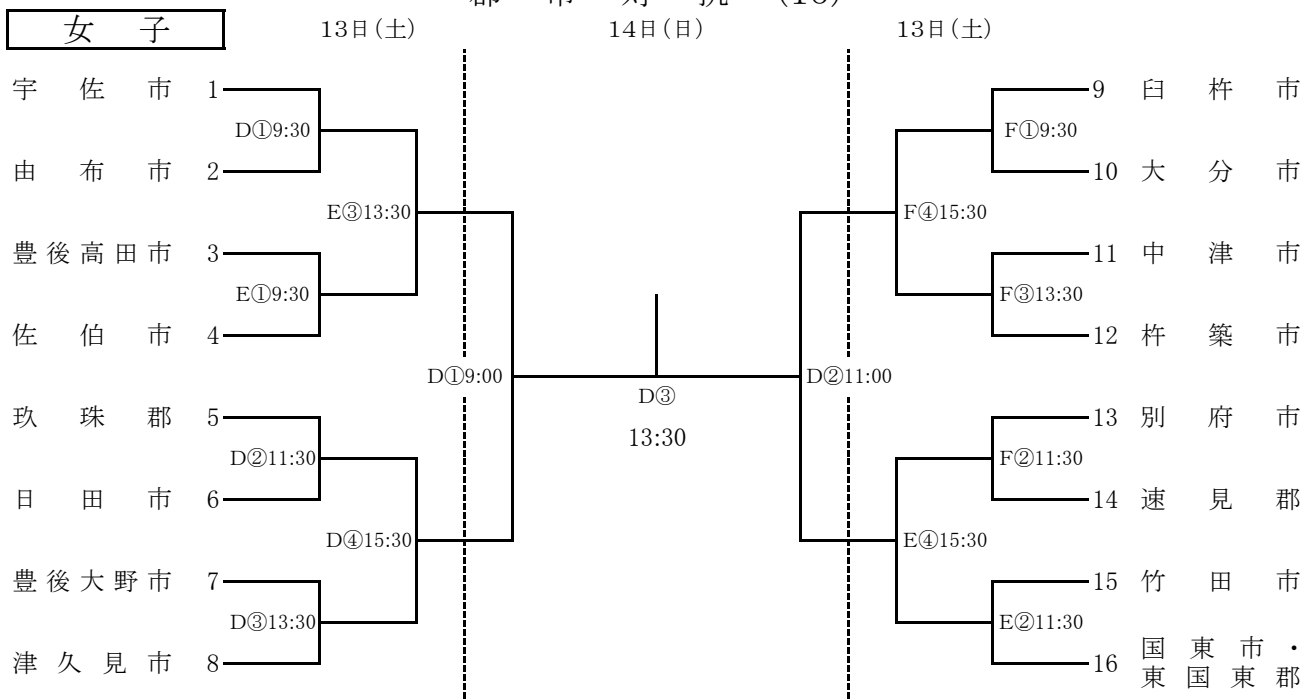 郡 市 対 抗 (16)
女 子 13日(土) 14日(日) 13日(土)
宇 佐 市 1 9 臼 杵 市
D①9:30 F①9:30
由 布 市 2 10 大 分 市
E③13:30 F④15:30
豊後高田市 3 11 中 津 市
E①9:30 F③13:30
佐 伯 市 4 12 杵 築 市
D①9:00 D②11:00
D③
玖 珠 郡 5 13 別 府 市
13:30
D②11:30 F②11:30
日 田 市 6 14 速 見 郡
D④15:30 E④15:30
豊後大野市 7 15 竹 田 市
D③13:30 E②11:30
津久見市 8 16 国 東 市 ・
東 国 東 郡